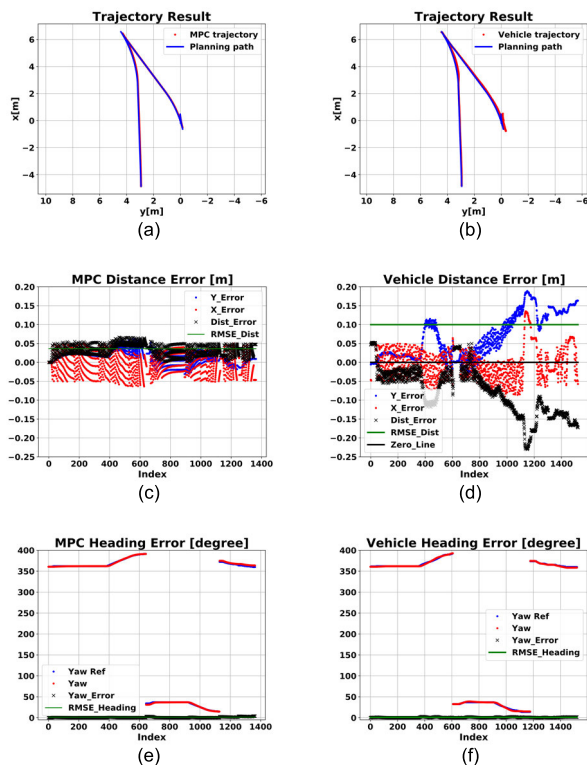 Trajectory Result
MPC trajectory
Planning path
x[m]
6
4
2
0
−2
−4
10 8 6 4 2 0 −2 −4 −6
y[m]
(a)
Trajectory Result
Vehicle trajectory
Planning path
x[m]
6
4
2
0
−2
−4
10 8 6 4 2 0 −2 −4 −6
y[m]
(b)
MPC Distance Error [m]
Y_Error
X_Error
Dist_Error
RMSE_Dist
0.20
0.15
0.10
0.05
0.00
−0.05
−0.10
−0.15
−0.20
−0.25
0 200 400 600 800 1000 1200 1400
Index
(c)
Vehicle Distance Error [m]
0.20
0.15
0.10
0.05
0.00
−0.05
−0.10
−0.15
−0.20
−0.25
Y_Error
X_Error
Dist_Error
RMSE_Dist
Zero_Line
0 200 400 600 800 1000 1200 1400
Index
(d)
MPC Heading Error [degree]
400
350
300
250
200
150
100
50
0
Yaw Ref
Yaw
Yaw_Error
RMSE_Heading
0 200 400 600 800 1000 1200 1400
Index
(e)
Vehicle Heading Error [degree]
400
350
300
250
200
150
100
50
0
Yaw Ref
Yaw
Yaw_Error
RMSE_Heading
0 200 400 600 800 1000 1200 1400
Index
(f)